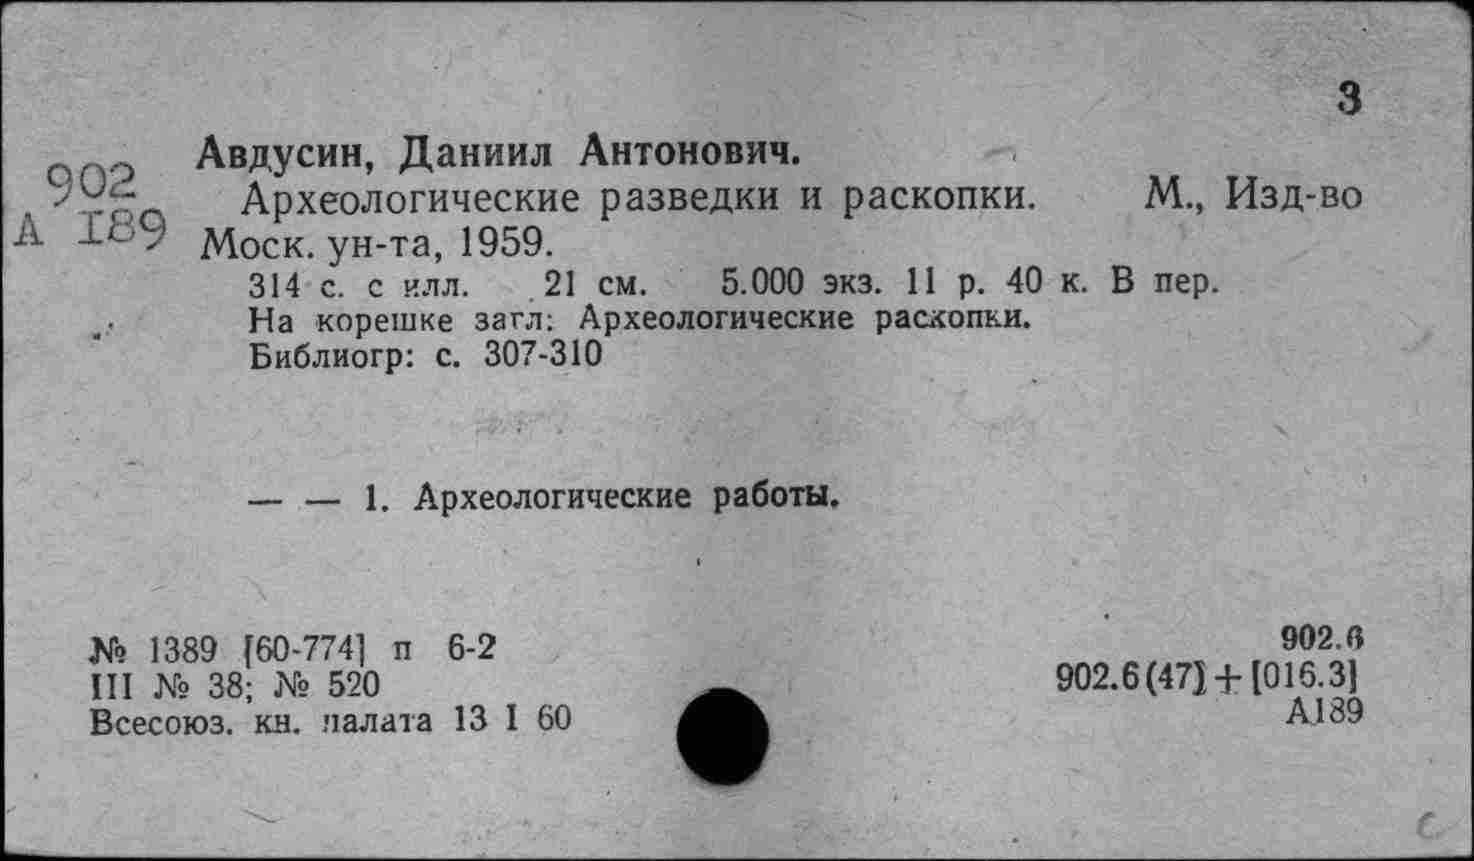 3
902
А I89
Авдусин, Даниил Антонович.
Археологические разведки и раскопки. М., Изд-во
Моск. ун-та, 1959.
314 с. с илл. 21 см. 5.000 экз. 11 р. 40 к. В пер.
На корешке загл: Археологические раскопки.
Библиогр: с. 307-310
— — 1. Археологические работы.
№ 1389 [60-774] п 6-2
III № 38; № 520
Всесоюз. кн. палата 13 I 60
902.6
902.6(47)+[016.3]
А189
с